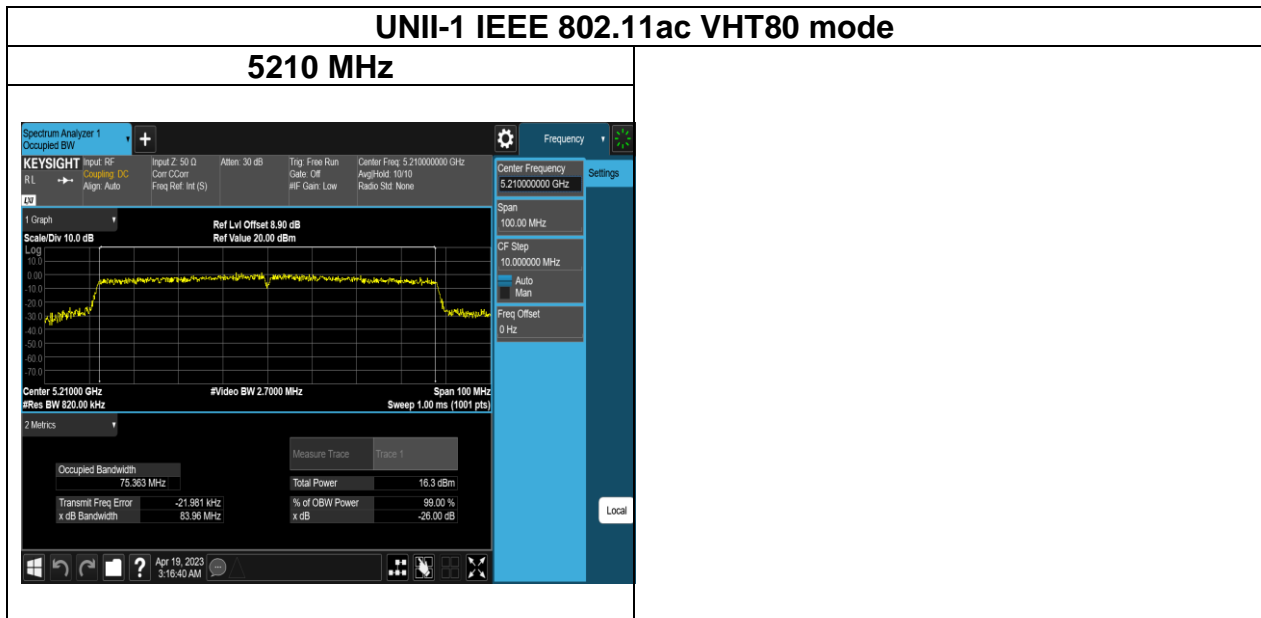 UNII-1 IEEE 802.11ac VHT80 mode
5210 MHz
Spectrum Analyzer 1
Occupied BW
Frequency
KEYSIGHT
RL
LXI
Input: RF
Coupling: DC
Align: Auto
Input Z: 50 Ω
Corr CCorr
Freq Ref: Int (S)
Atten: 30 dB
Trig: Free Run
Gate: Off
#IF Gain: Low
Center Freq: 5.210000000 GHz
Avg|Hold: 10/10
Radio Std: None
Center Frequency
5.210000000 GHz
Settings
Span
100.00 MHz
CF Step
10.000000 MHz
Auto
Man
Freq Offset
0 Hz
Local
1 Graph
Scale/Div 10.0 dB
Ref Lvl Offset 8.90 dB
Ref Value 20.00 dBm
Log
10.0
0.00
-10.0
-20.0
-30.0
-40.0
-50.0
-60.0
-70.0
Center 5.21000 GHz
#Video BW 2.7000 MHz
Span 100 MHz
#Res BW 820.00 kHz
Sweep 1.00 ms (1001 pts)
2 Metrics
Measure Trace Trace 1
Occupied Bandwidth
75.363 MHz
Total Power 16.3 dBm
Transmit Freq Error -21.981 kHz
% of OBW Power 99.00 %
x dB Bandwidth 83.96 MHz
x dB -26.00 dB
Apr 19, 2023
3:16:40 AM